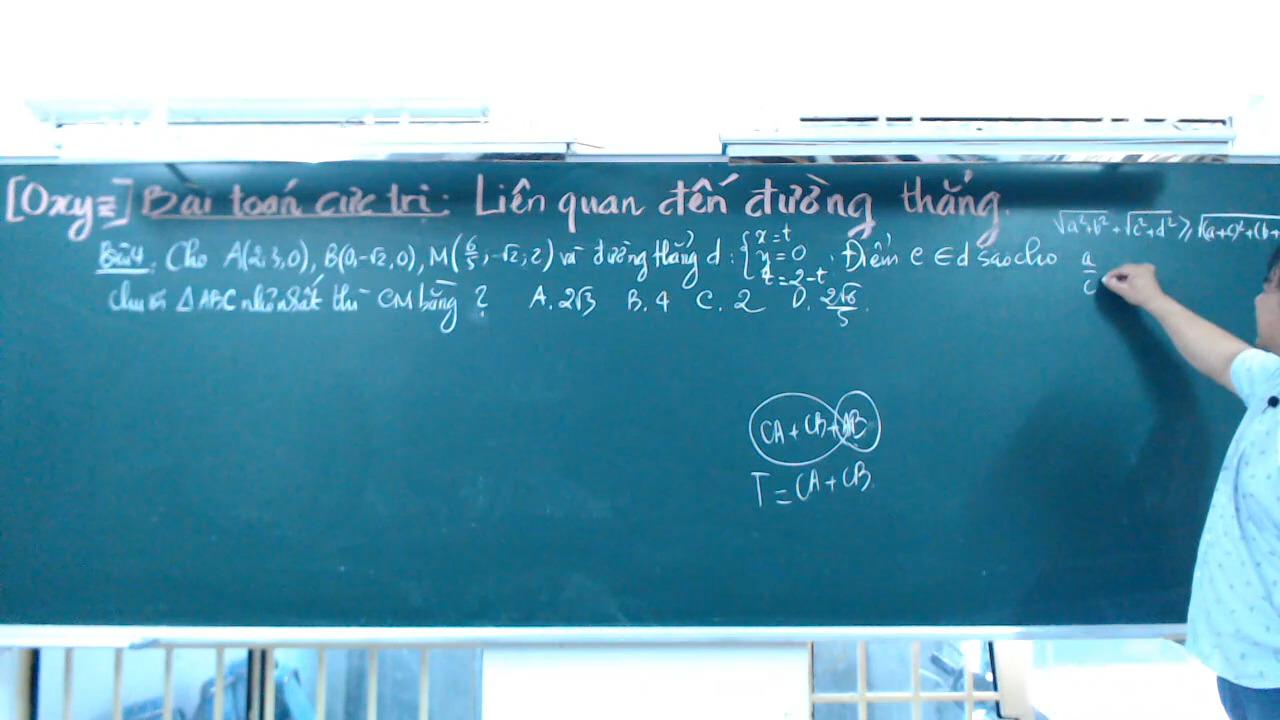 [Oxyz] Bài toán cực trị: Liên quan đến đường thẳng.
√a²+b² + √c²+d² ≥ √(a+c)²+(b+
Bài 4. Cho A(2,3,0), B(0,-√2,0), M(6/5,-√2,2) và đường thẳng d: { x=t y=0 z=2-t . Điểm C ∈ d sao cho
a/c
chu vi △ABC nhỏ nhất thì CM bằng ? A. 2√3 B. 4 C. 2 D. 2√6/5.
CA + CB + AB
T = CA + CB